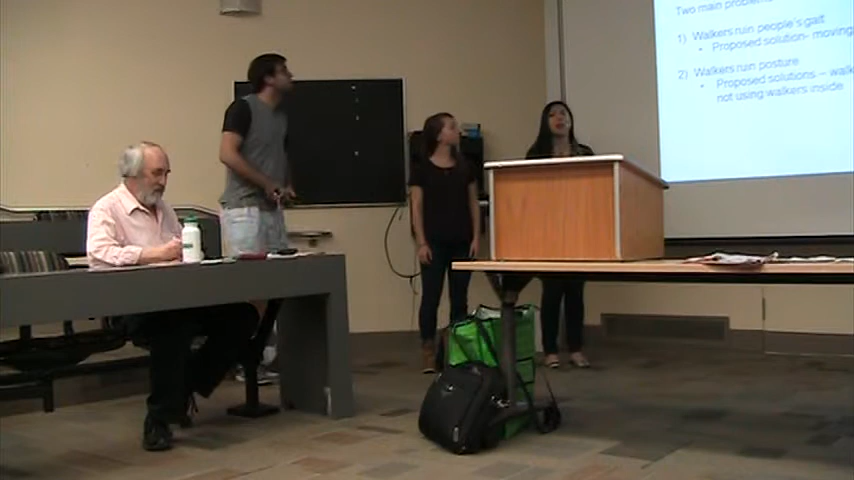 Two main problems
1) Walkers ruin people's gait
• Proposed solution- moving
2) Walkers ruin posture
• Proposed solutions – walk
not using walkers inside